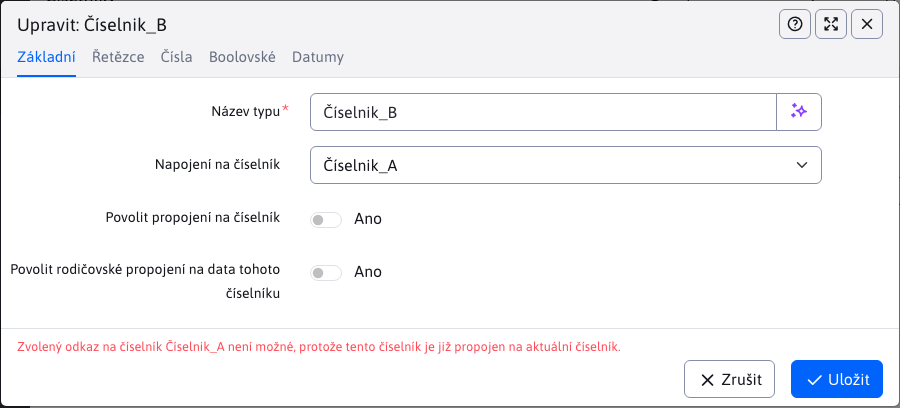 Upravit: Číselnik_B
Základní Řetězce Čísla Boolovské Datumy
Název typu*
Číselnik_B
Napojení na číselník
Číselnik_A
Povolit propojení na číselník
Ano
Povolit rodičovské propojení na data tohoto
číselníku
Ano
Zvolený odkaz na číselník Číselnik_A není možné, protože tento číselník je již propojen na aktuální číselník.
Zrušit
Uložit